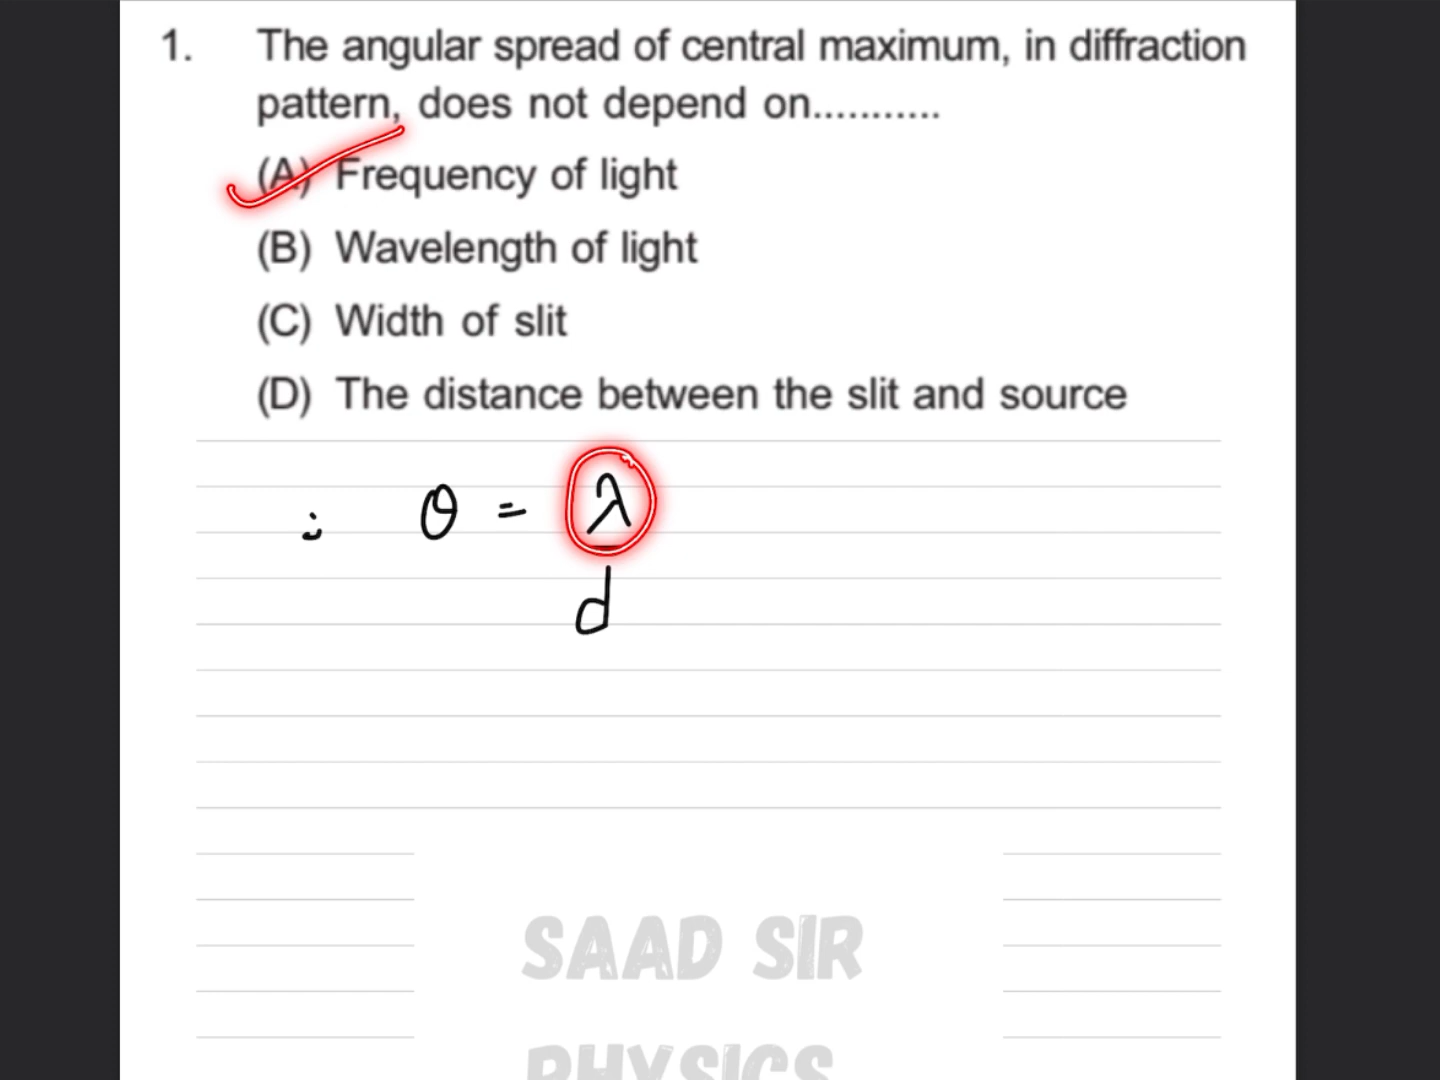 1. The angular spread of central maximum, in diffraction
pattern, does not depend on...........
(A) Frequency of light
(B) Wavelength of light
(C) Width of slit
(D) The distance between the slit and source
θ = λ
d
SAAD SIR
PHYSICS